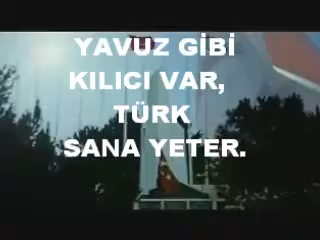 YAVUZ GİBİ
KILICI VAR,
TÜRK
SANA YETER.